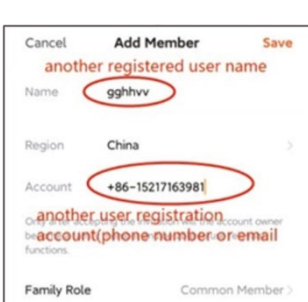 Cancel Add Member Save
another registered user name
Name gghhvv
Region China
Account +86-15217163981
another user registration
account(phone number or email
functions.
Family Role Common Member